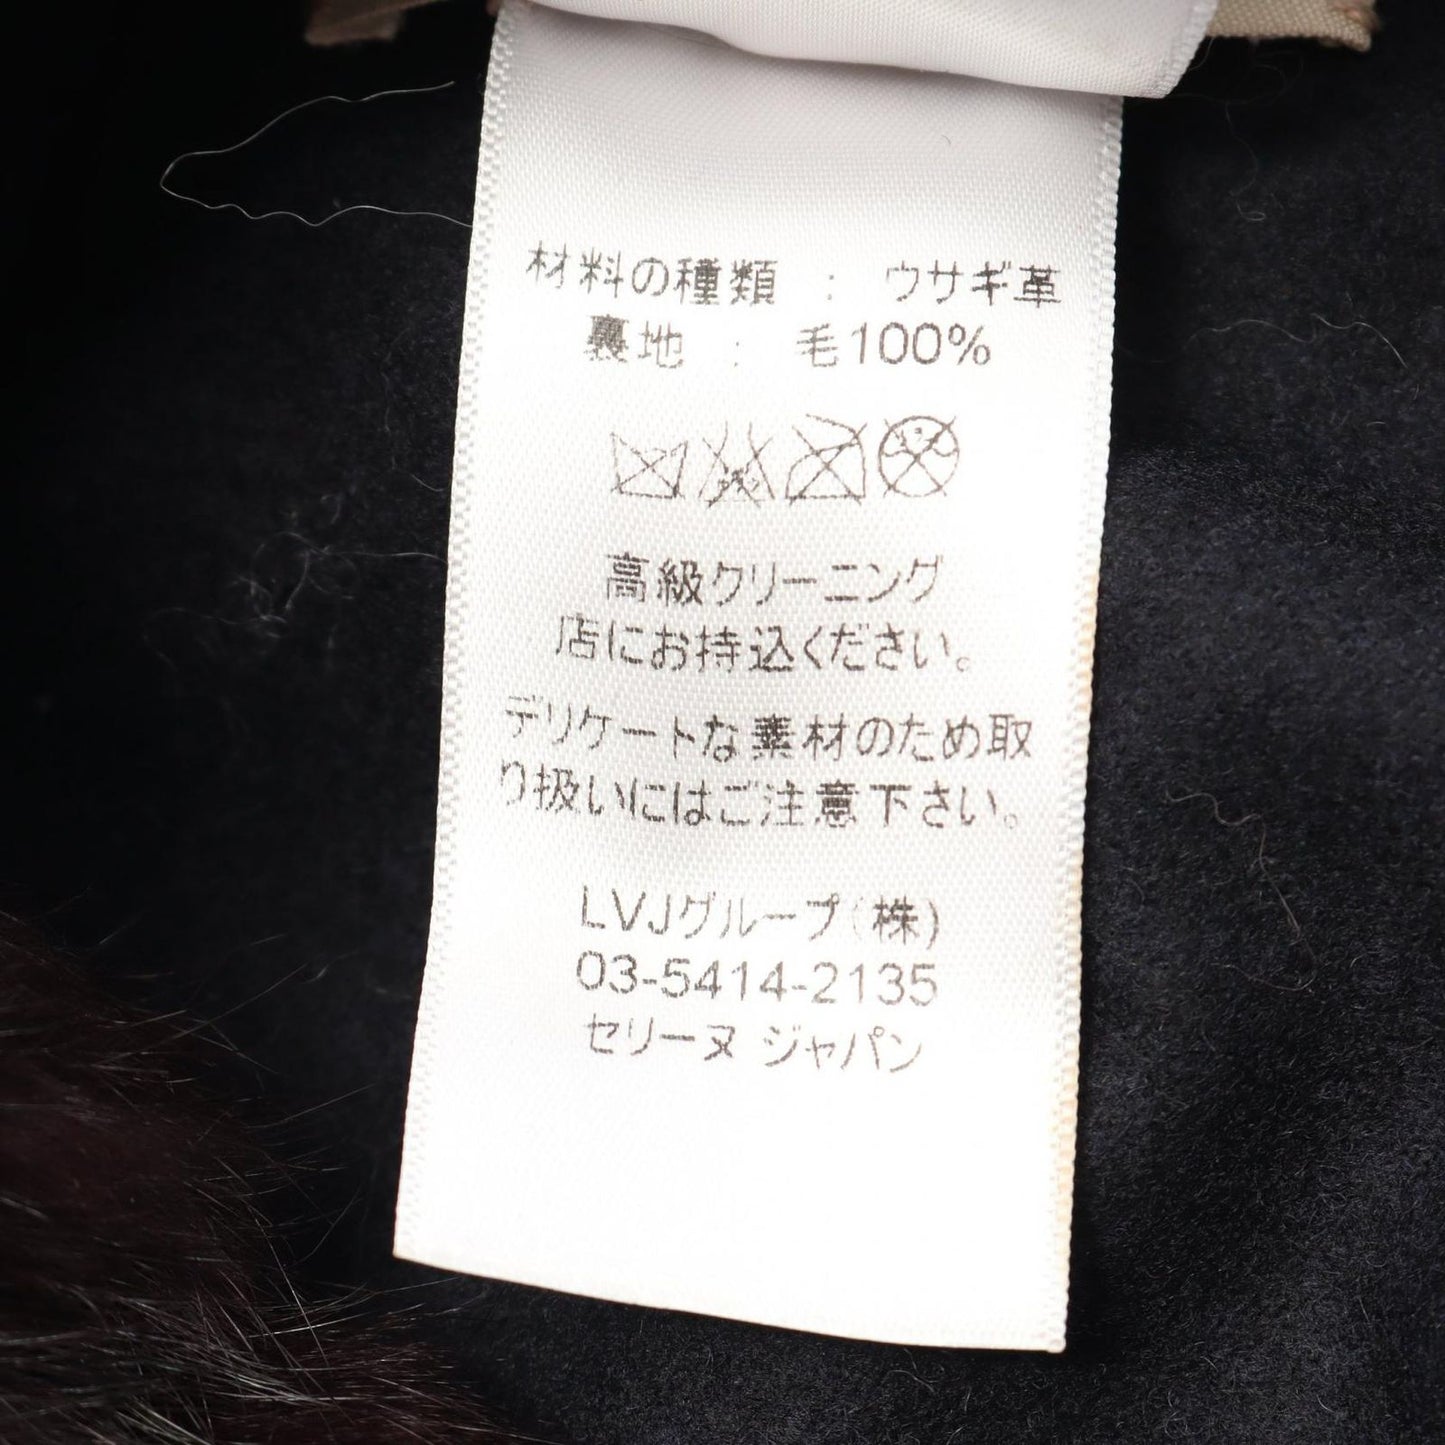 材料の種類 : ウサギ革
裏地 : 毛100%
高級クリーニング
店にお持込ください。
デリケートな素材のため取
り扱いにはご注意下さい。
LVJグループ(株)
03-5414-2135
セリーヌ ジャパン